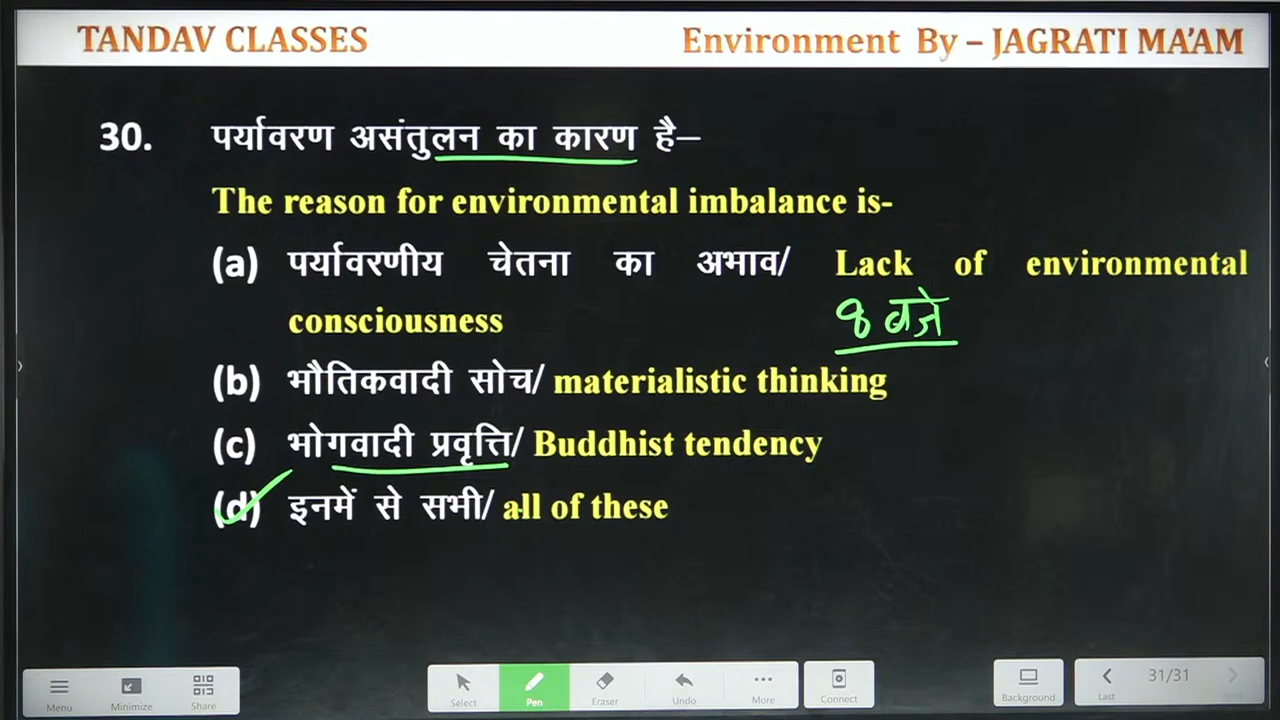 TANDAV CLASSES Environment By – JAGRATI MA'AM
30. पर्यावरण असंतुलन का कारण है–
The reason for environmental imbalance is-
(a) पर्यावरणीय चेतना का अभाव/ Lack of environmental
consciousness 8 बजे
(b) भौतिकवादी सोच/ materialistic thinking
(c) भोगवादी प्रवृत्ति/ Buddhist tendency
(d) इनमें से सभी/ all of these
Menu Minimize Share Select Pen Eraser Undo More Connect Background Last 31/31